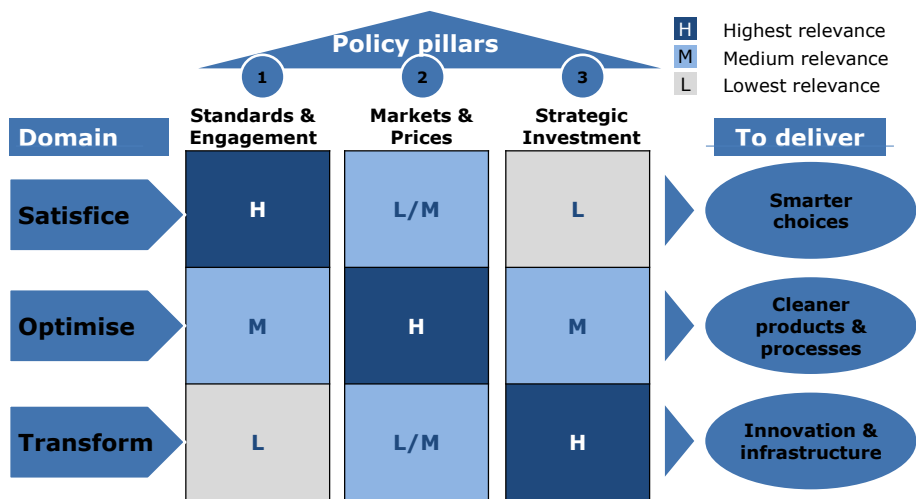 Policy pillars
H Highest relevance
M Medium relevance
L Lowest relevance
1
2
3
Domain
Standards &
Engagement
Markets &
Prices
Strategic
Investment
To deliver
Satisfice
H
L/M
L
Smarter
choices
Optimise
M
H
M
Cleaner
products &
processes
Transform
L
L/M
H
Innovation &
infrastructure